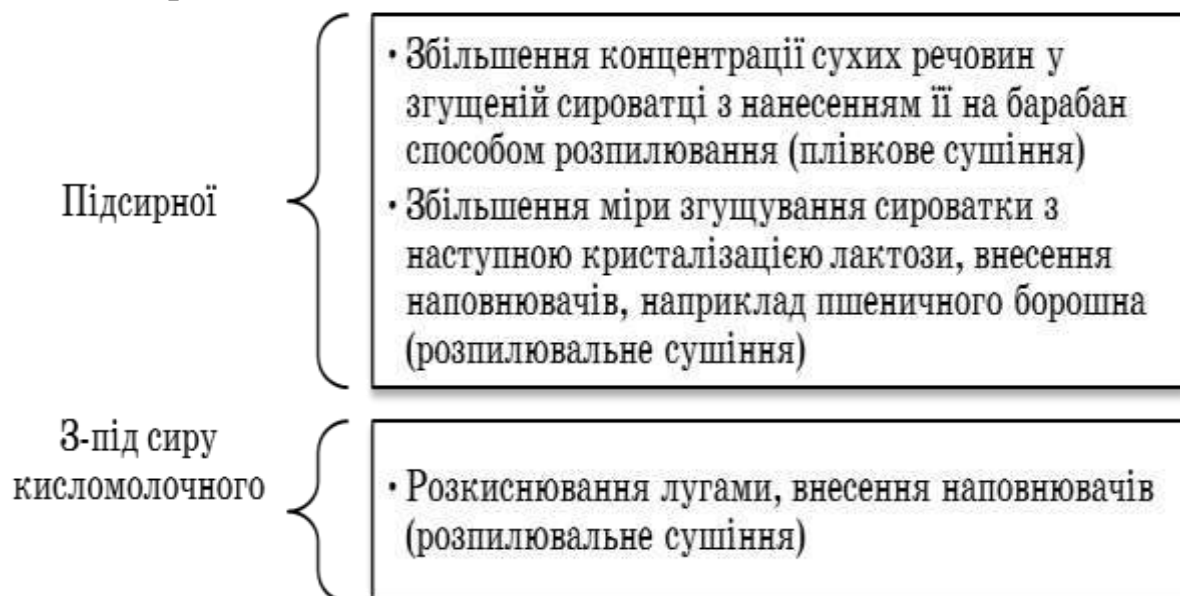 Підсирної
• Збільшення концентрації сухих речовин у
згущеній сироватці з нанесенням її на барабан
способом розпилювання (плівкове сушіння)
• Збільшення міри згущування сироватки з
наступною кристалізацією лактози, внесення
наповнювачів, наприклад пшеничного борошна
(розпилювальне сушіння)
З-під сиру
кисломолочного
• Розкиснювання лугами, внесення наповнювачів
(розпилювальне сушіння)